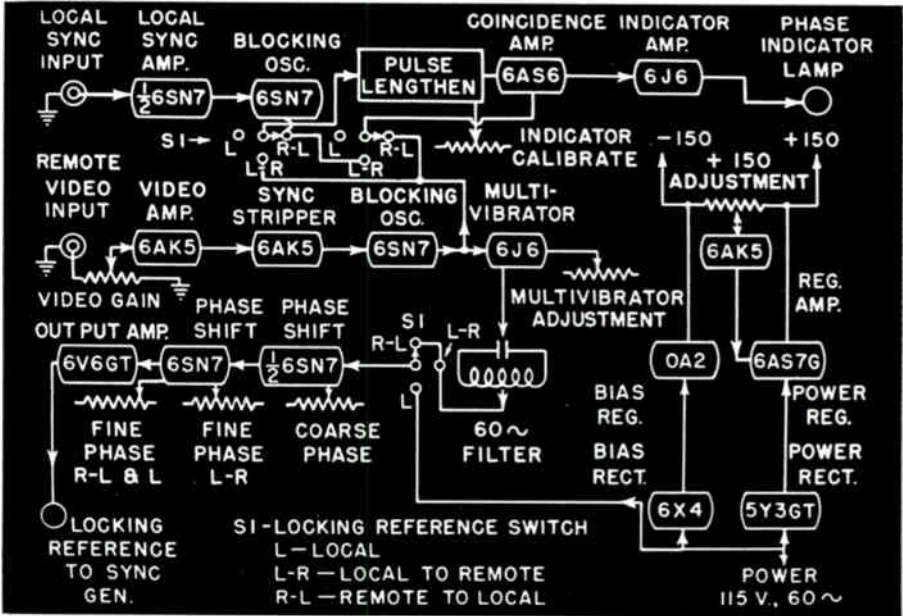 LOCAL SYNC INPUT
LOCAL SYNC AMP.
1/2 6SN7
BLOCKING OSC.
6SN7
PULSE LENGTHEN
COINCIDENCE AMP.
6AS6
INDICATOR AMP.
6J6
PHASE INDICATOR LAMP
S1
L
R-L
L-R
L
R-L
L-R
INDICATOR CALIBRATE
-150
+150
+ 150 ADJUSTMENT
REMOTE VIDEO INPUT
VIDEO AMP.
6AK5
SYNC STRIPPER
6AK5
BLOCKING OSC.
6SN7
MULTI-VIBRATOR
6J6
6AK5
VIDEO GAIN
MULTIVIBRATOR ADJUSTMENT
REG. AMP.
OUT PUT AMP.
6V6GT
PHASE SHIFT
6SN7
PHASE SHIFT
1/2 6SN7
S1
R-L
L-R
L
OA2
6AS7G
FINE PHASE R-L & L
FINE PHASE L-R
COARSE PHASE
60~ FILTER
BIAS REG.
POWER REG.
BIAS RECT.
POWER RECT.
6X4
5Y3GT
LOCKING REFERENCE TO SYNC GEN.
S1-LOCKING REFERENCE SWITCH
L — LOCAL
L-R — LOCAL TO REMOTE
R-L — REMOTE TO LOCAL
POWER
115 V., 60~